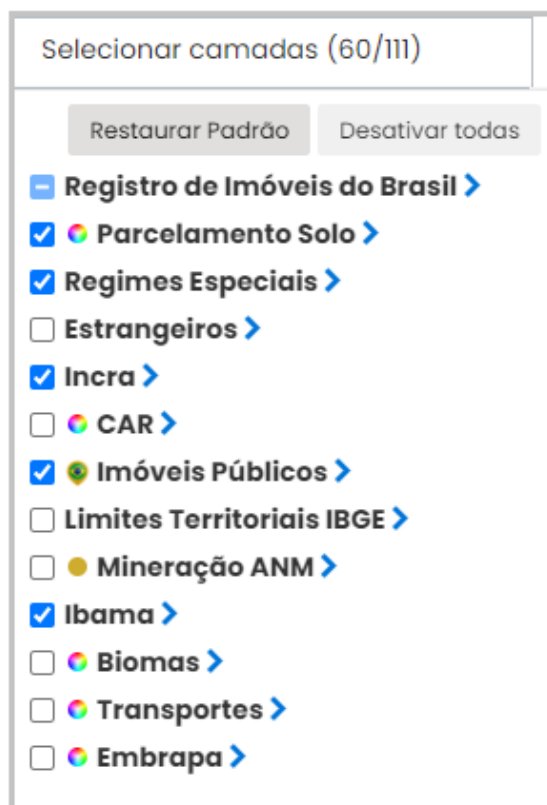 Selecionar camadas (60/111)
Restaurar Padrão Desativar todas
Registro de Imóveis do Brasil
Parcelamento Solo
Regimes Especiais
Estrangeiros
Incra
CAR
Imóveis Públicos
Limites Territoriais IBGE
Mineração ANM
Ibama
Biomas
Transportes
Embrapa